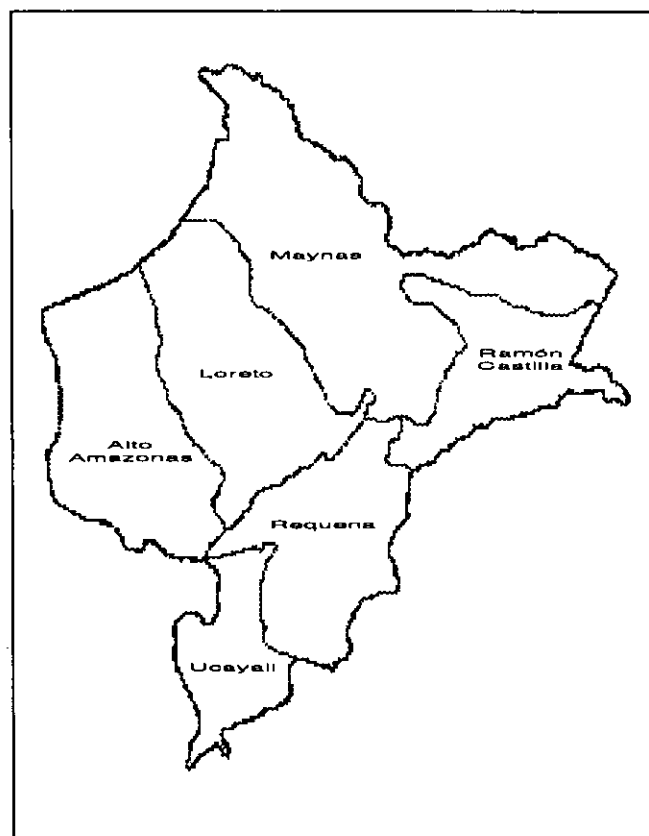 Maynas
Ramón
Castilla
Loreto
Alto
Amazonas
Requena
Ucayali